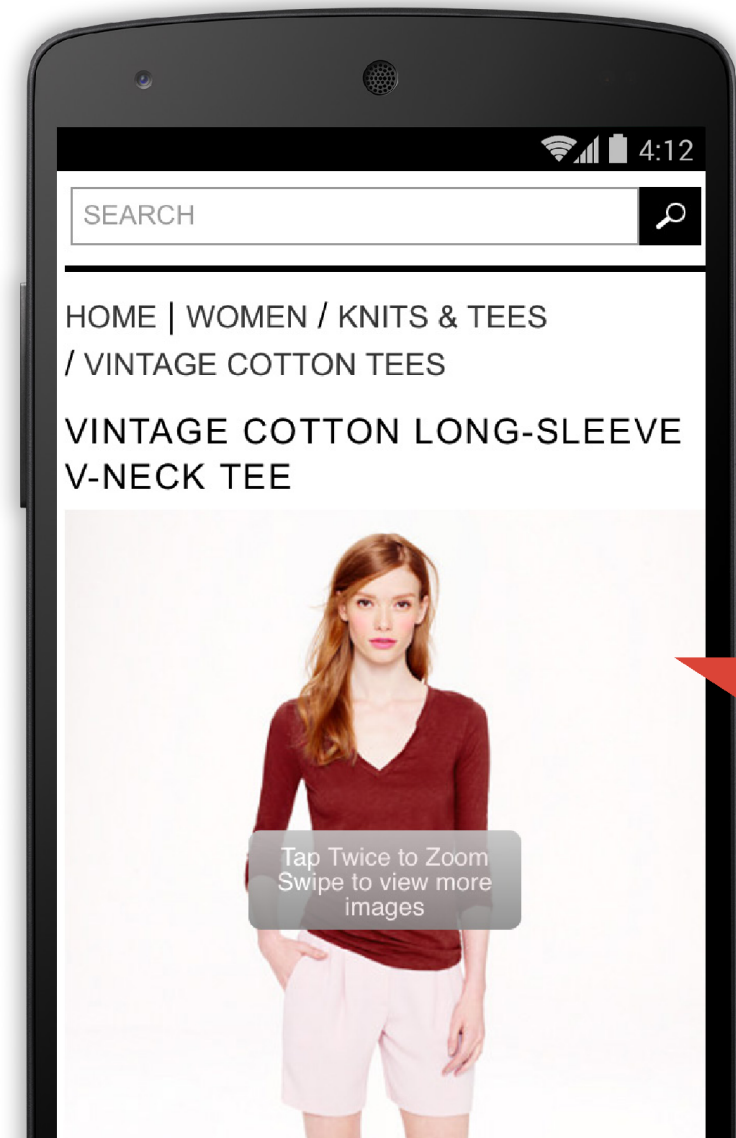 4:12
SEARCH
HOME | WOMEN / KNITS & TEES
/ VINTAGE COTTON TEES
VINTAGE COTTON LONG-SLEEVE
V-NECK TEE
Tap Twice to Zoom
Swipe to view more
images